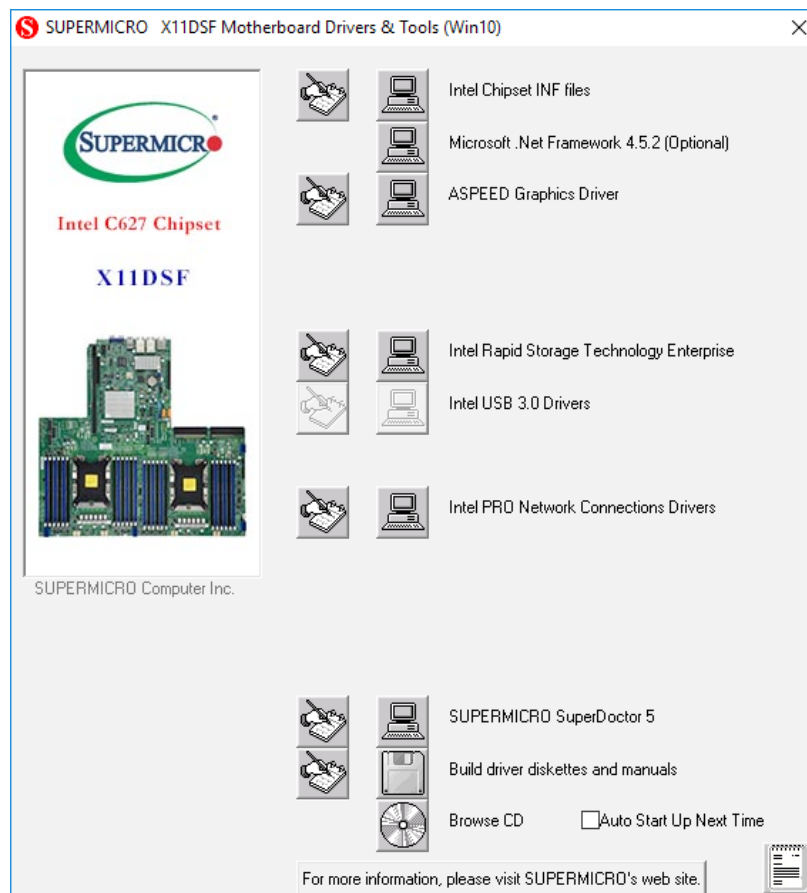 SUPERMICRO X11DSF Motherboard Drivers & Tools (Win10)
SUPERMICRO
Intel C627 Chipset
X11DSF
SUPERMICRO Computer Inc.
Intel Chipset INF files
Microsoft .Net Framework 4.5.2 (Optional)
ASPEED Graphics Driver
Intel Rapid Storage Technology Enterprise
Intel USB 3.0 Drivers
Intel PRO Network Connections Drivers
SUPERMICRO SuperDoctor 5
Build driver diskettes and manuals
Browse CD Auto Start Up Next Time
For more information, please visit SUPERMICRO's web site.